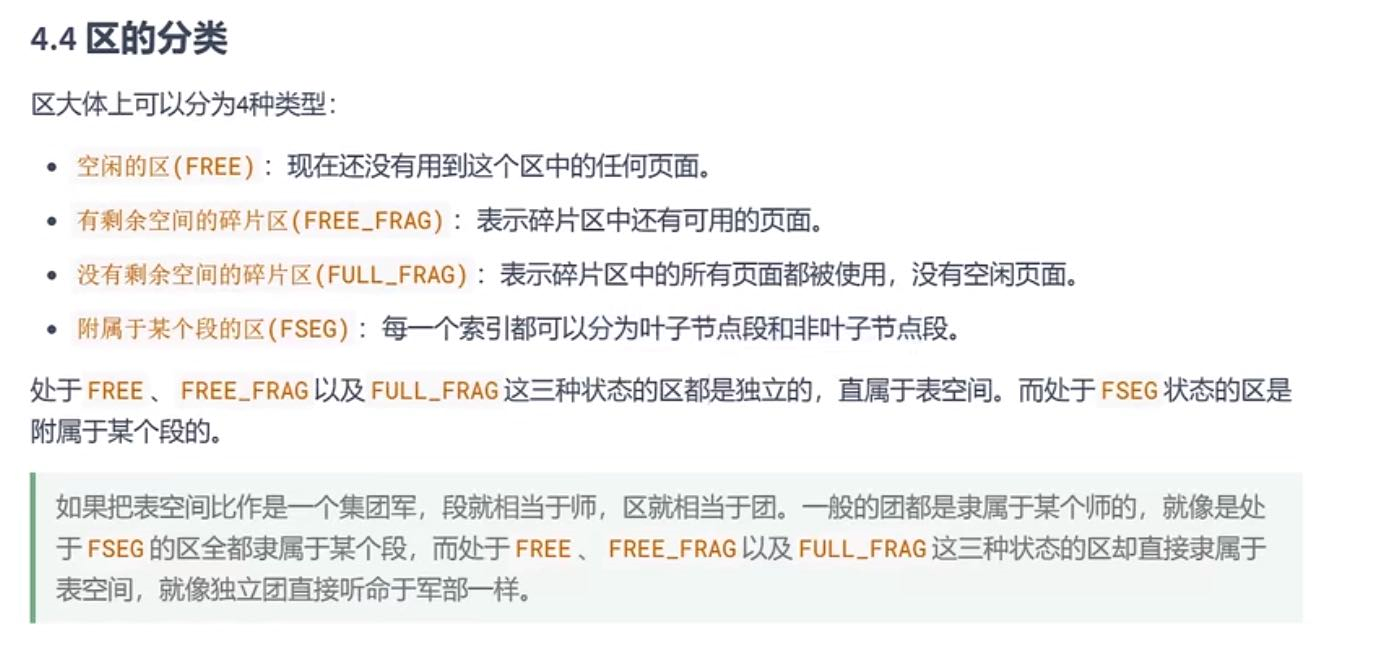 4.4 区的分类
区大体上可以分为4种类型：
• 空闲的区(FREE)： 现在还没有用到这个区中的任何页面。
• 有剩余空间的碎片区(FREE_FRAG)： 表示碎片区中还有可用的页面。
• 没有剩余空间的碎片区(FULL_FRAG)： 表示碎片区中的所有页面都被使用，没有空闲页面。
• 附属于某个段的区(FSEG)： 每一个索引都可以分为叶子节点段和非叶子节点段。
处于 FREE 、 FREE_FRAG 以及 FULL_FRAG 这三种状态的区都是独立的，直属于表空间。而处于 FSEG 状态的区是
附属于某个段的。
如果把表空间比作是一个集团军，段就相当于师，区就相当于团。一般的团都是隶属于某个师的，就像是处
于 FSEG 的区全都隶属于某个段，而处于 FREE 、 FREE_FRAG 以及 FULL_FRAG 这三种状态的区却直接隶属于
表空间，就像独立团直接听命于军部一样。